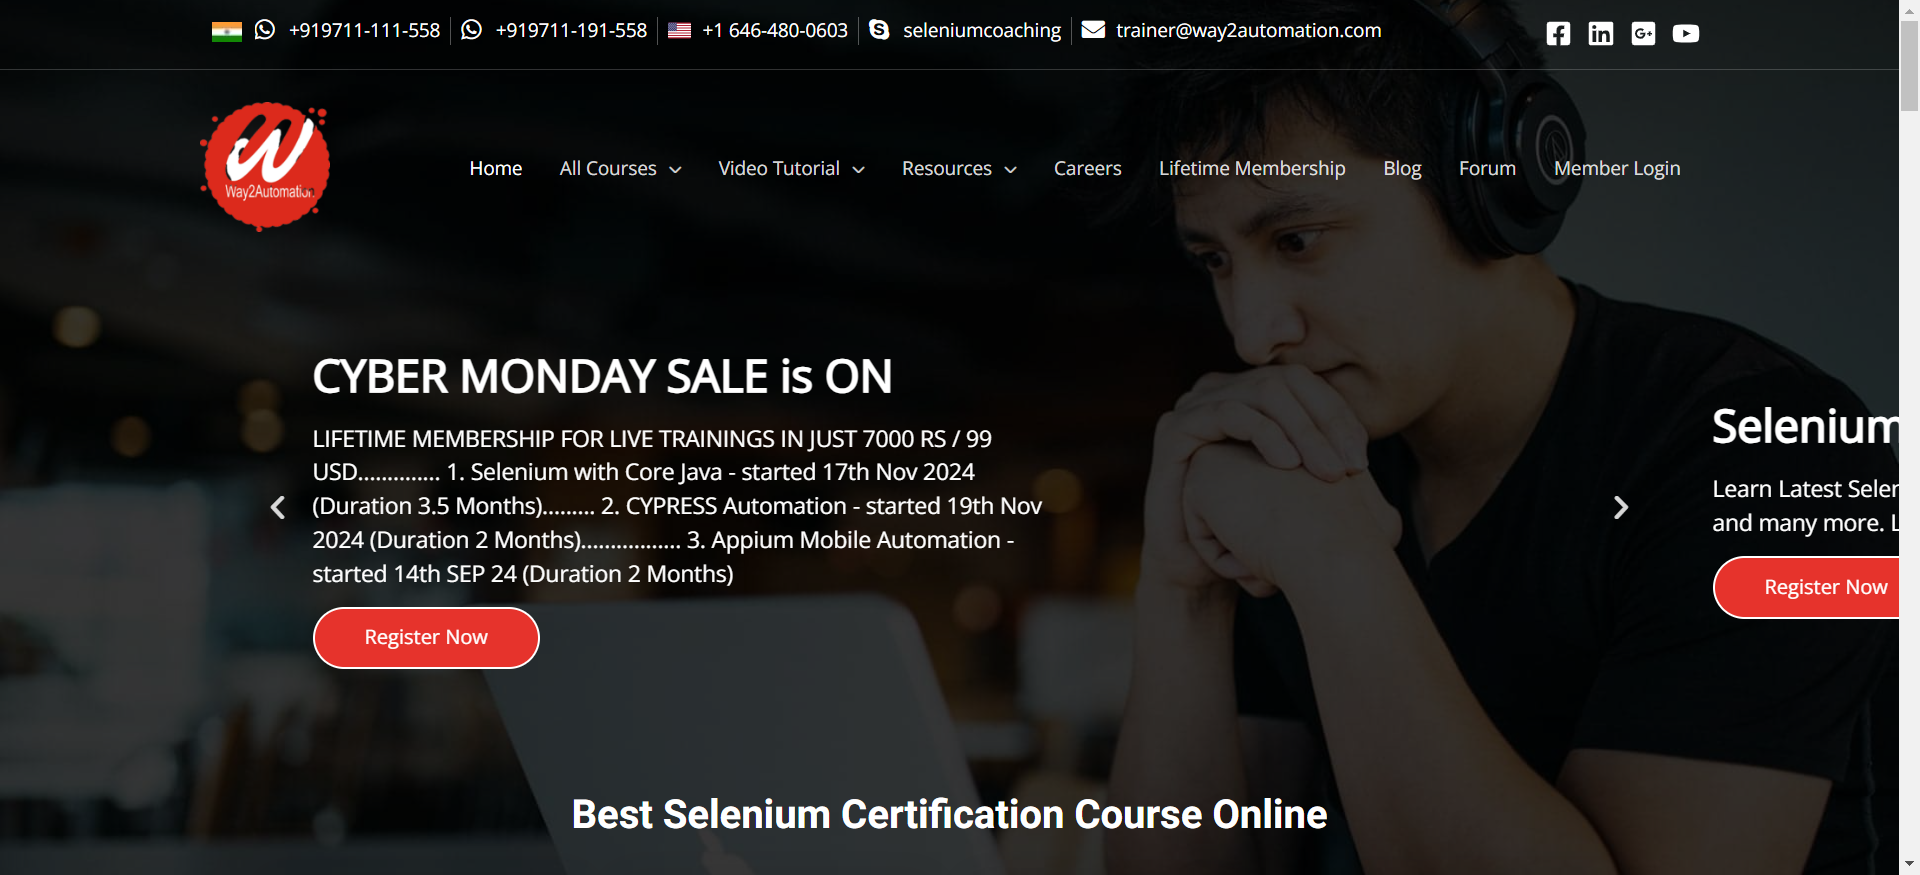 +919711-111-558
+919711-191-558
+1 646-480-0603
seleniumcoaching
trainer@way2automation.com
Way2Automation
Home
All Courses
Video Tutorial
Resources
Careers
Lifetime Membership
Blog
Forum
Member Login
CYBER MONDAY SALE is ON
LIFETIME MEMBERSHIP FOR LIVE TRAININGS IN JUST 7000 RS / 99
USD.............. 1. Selenium with Core Java - started 17th Nov 2024
(Duration 3.5 Months)......... 2. CYPRESS Automation - started 19th Nov
2024 (Duration 2 Months)................. 3. Appium Mobile Automation -
started 14th SEP 24 (Duration 2 Months)
Register Now
Selenium
Learn Latest Seler
and many more. L
Register Now
Best Selenium Certification Course Online